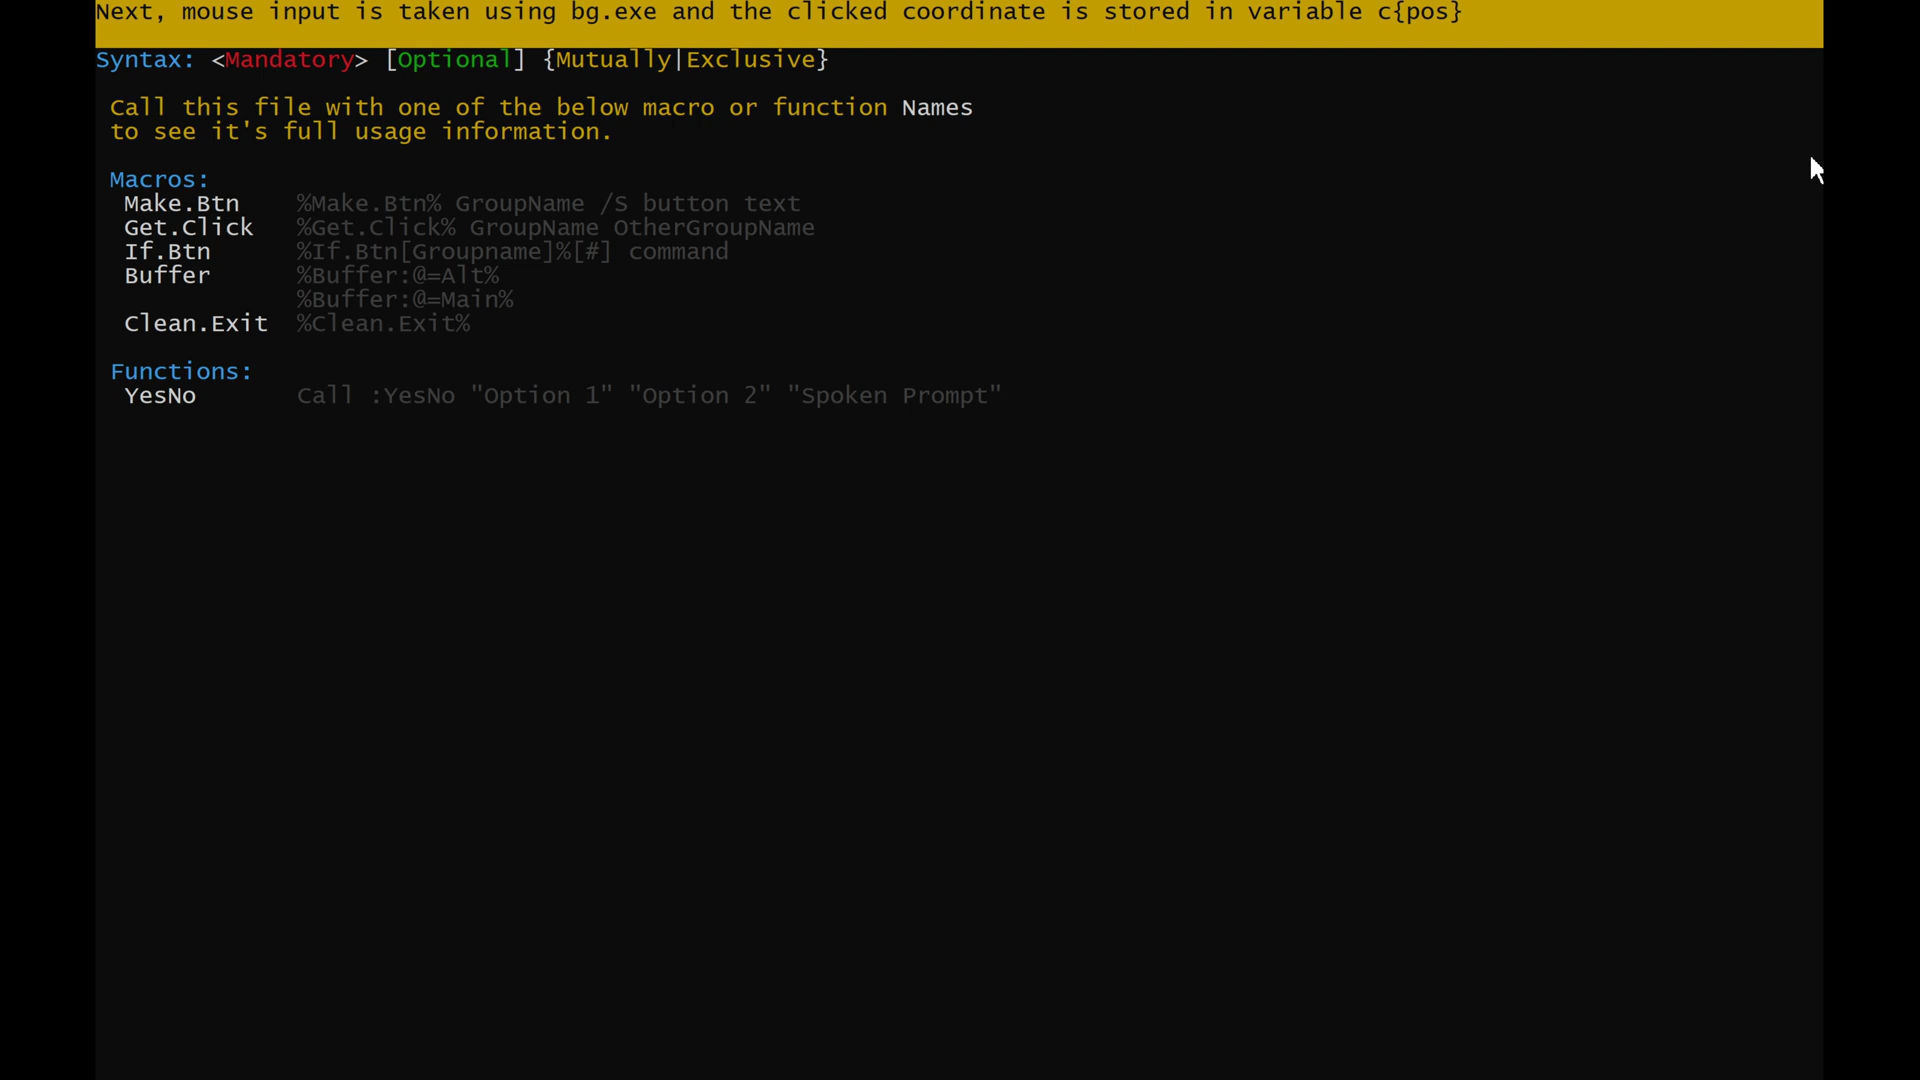 Next, mouse input is taken using bg.exe and the clicked coordinate is stored in variable c{pos}
Syntax: <Mandatory> [Optional] {Mutually|Exclusive}
Call this file with one of the below macro or function Names
to see it's full usage information.
Macros:
Make.Btn %Make.Btn% GroupName /S button text
Get.Click %Get.Click% GroupName OtherGroupName
If.Btn %If.Btn[Groupname]%[#] command
Buffer %Buffer:@=Alt%
%Buffer:@=Main%
Clean.Exit %Clean.Exit%
Functions:
YesNo Call :YesNo "Option 1" "Option 2" "Spoken Prompt"